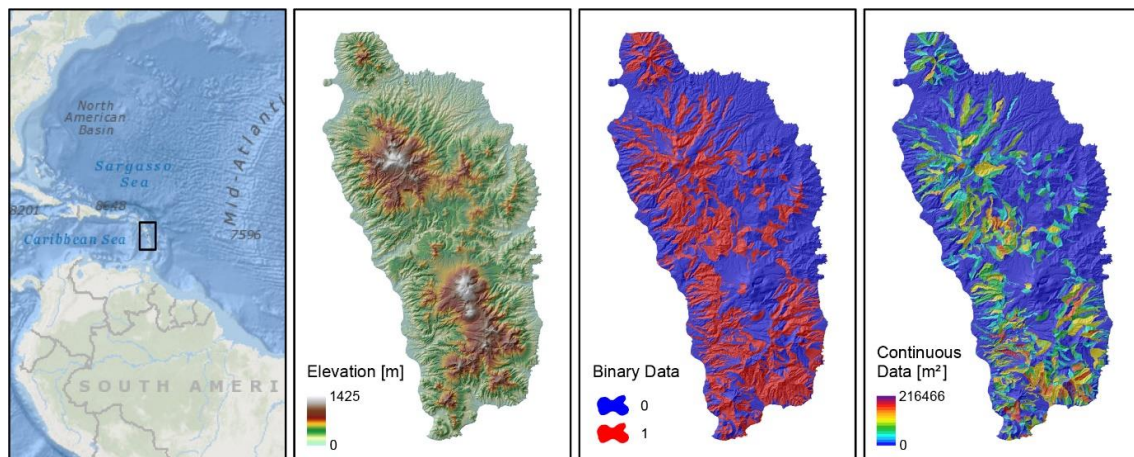 North
American
Basin
Sargasso
Sea
Mid-Atlanti
8201
8648
Caribbean Sea
7596
SOUTH AMERI
Elevation [m]
1425
0
Binary Data
0
1
Continuous
Data [m²]
216466
0